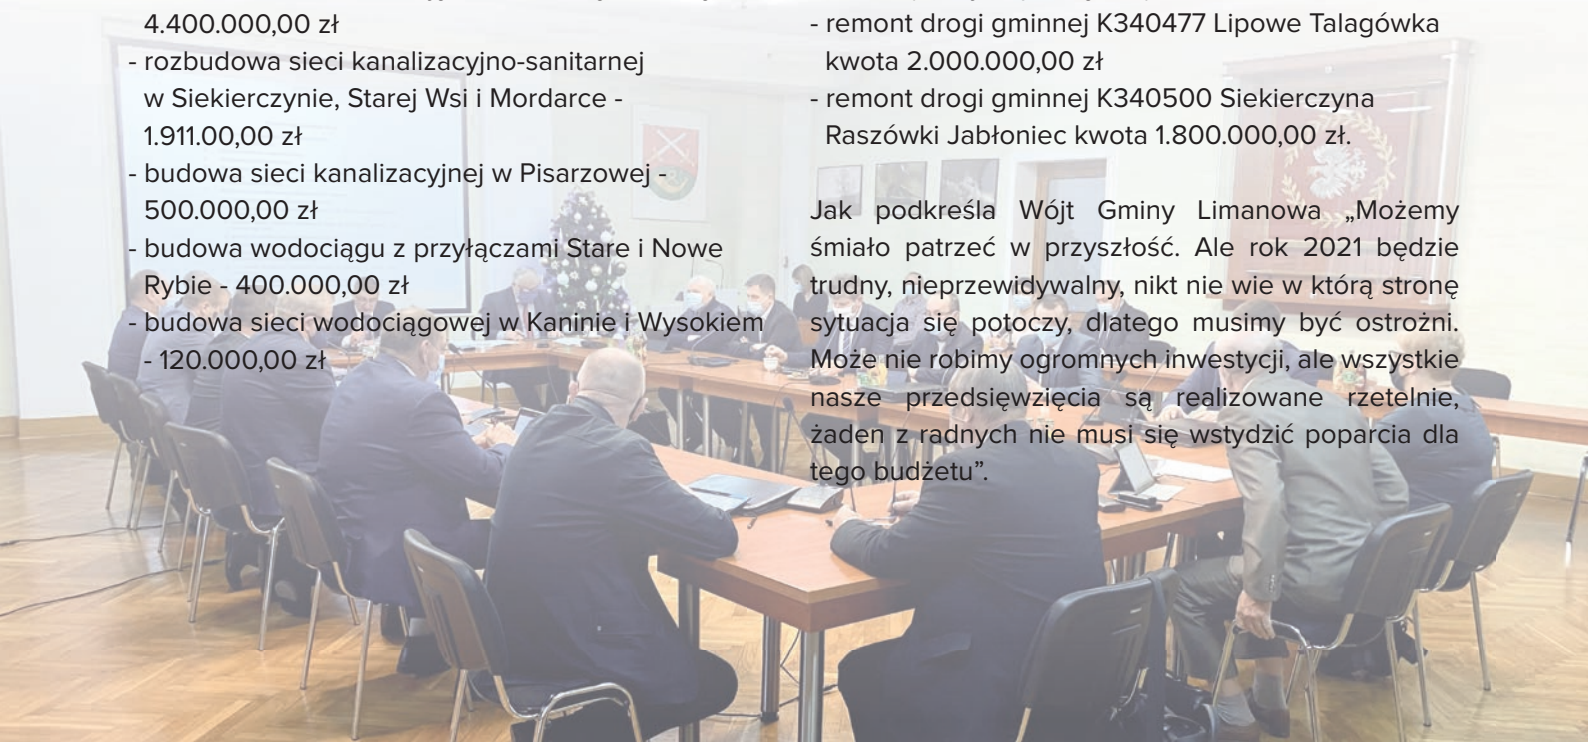 4.400.000,00 zł
- rozbudowa sieci kanalizacyjno-sanitarnej
w Siekierczynie, Starej Wsi i Mordarce -
1.911.00,00 zł
- budowa sieci kanalizacyjnej w Pisarzowej -
500.000,00 zł
- budowa wodociągu z przyłączami Stare i Nowe
Rybie - 400.000,00 zł
- budowa sieci wodociągowej w Kaninie i Wysokiem
- 120.000,00 zł
- remont drogi gminnej K340477 Lipowe Talagówka
kwota 2.000.000,00 zł
- remont drogi gminnej K340500 Siekierczyna
Raszówki Jabłoniec kwota 1.800.000,00 zł.
Jak podkreśla Wójt Gminy Limanowa „Możemy
śmiało patrzeć w przyszłość. Ale rok 2021 będzie
trudny, nieprzewidywalny, nikt nie wie w którą stronę
sytuacja się potoczy, dlatego musimy być ostrożni.
Może nie robimy ogromnych inwestycji, ale wszystkie
nasze przedsięwzięcia są realizowane rzetelnie,
żaden z radnych nie musi się wstydzić poparcia dla
tego budżetu”.